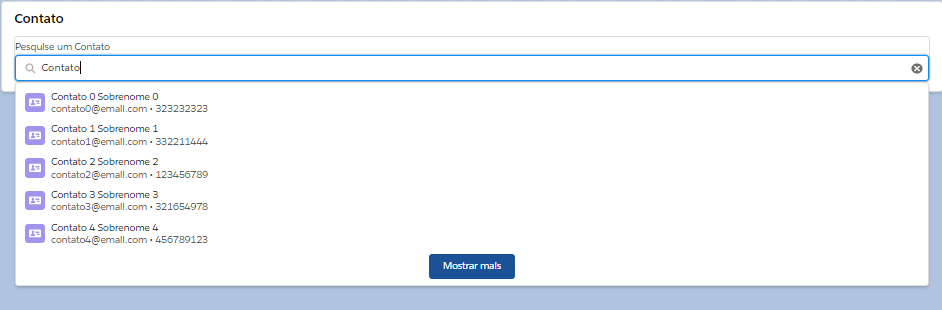 Contato
Pesquise um Contato
Contato
Contato 0 Sobrenome 0
contato0@email.com • 323232323
Contato 1 Sobrenome 1
contato1@email.com • 332211444
Contato 2 Sobrenome 2
contato2@email.com • 123456789
Contato 3 Sobrenome 3
contato3@email.com • 321654978
Contato 4 Sobrenome 4
contato4@email.com • 456789123
Mostrar mais